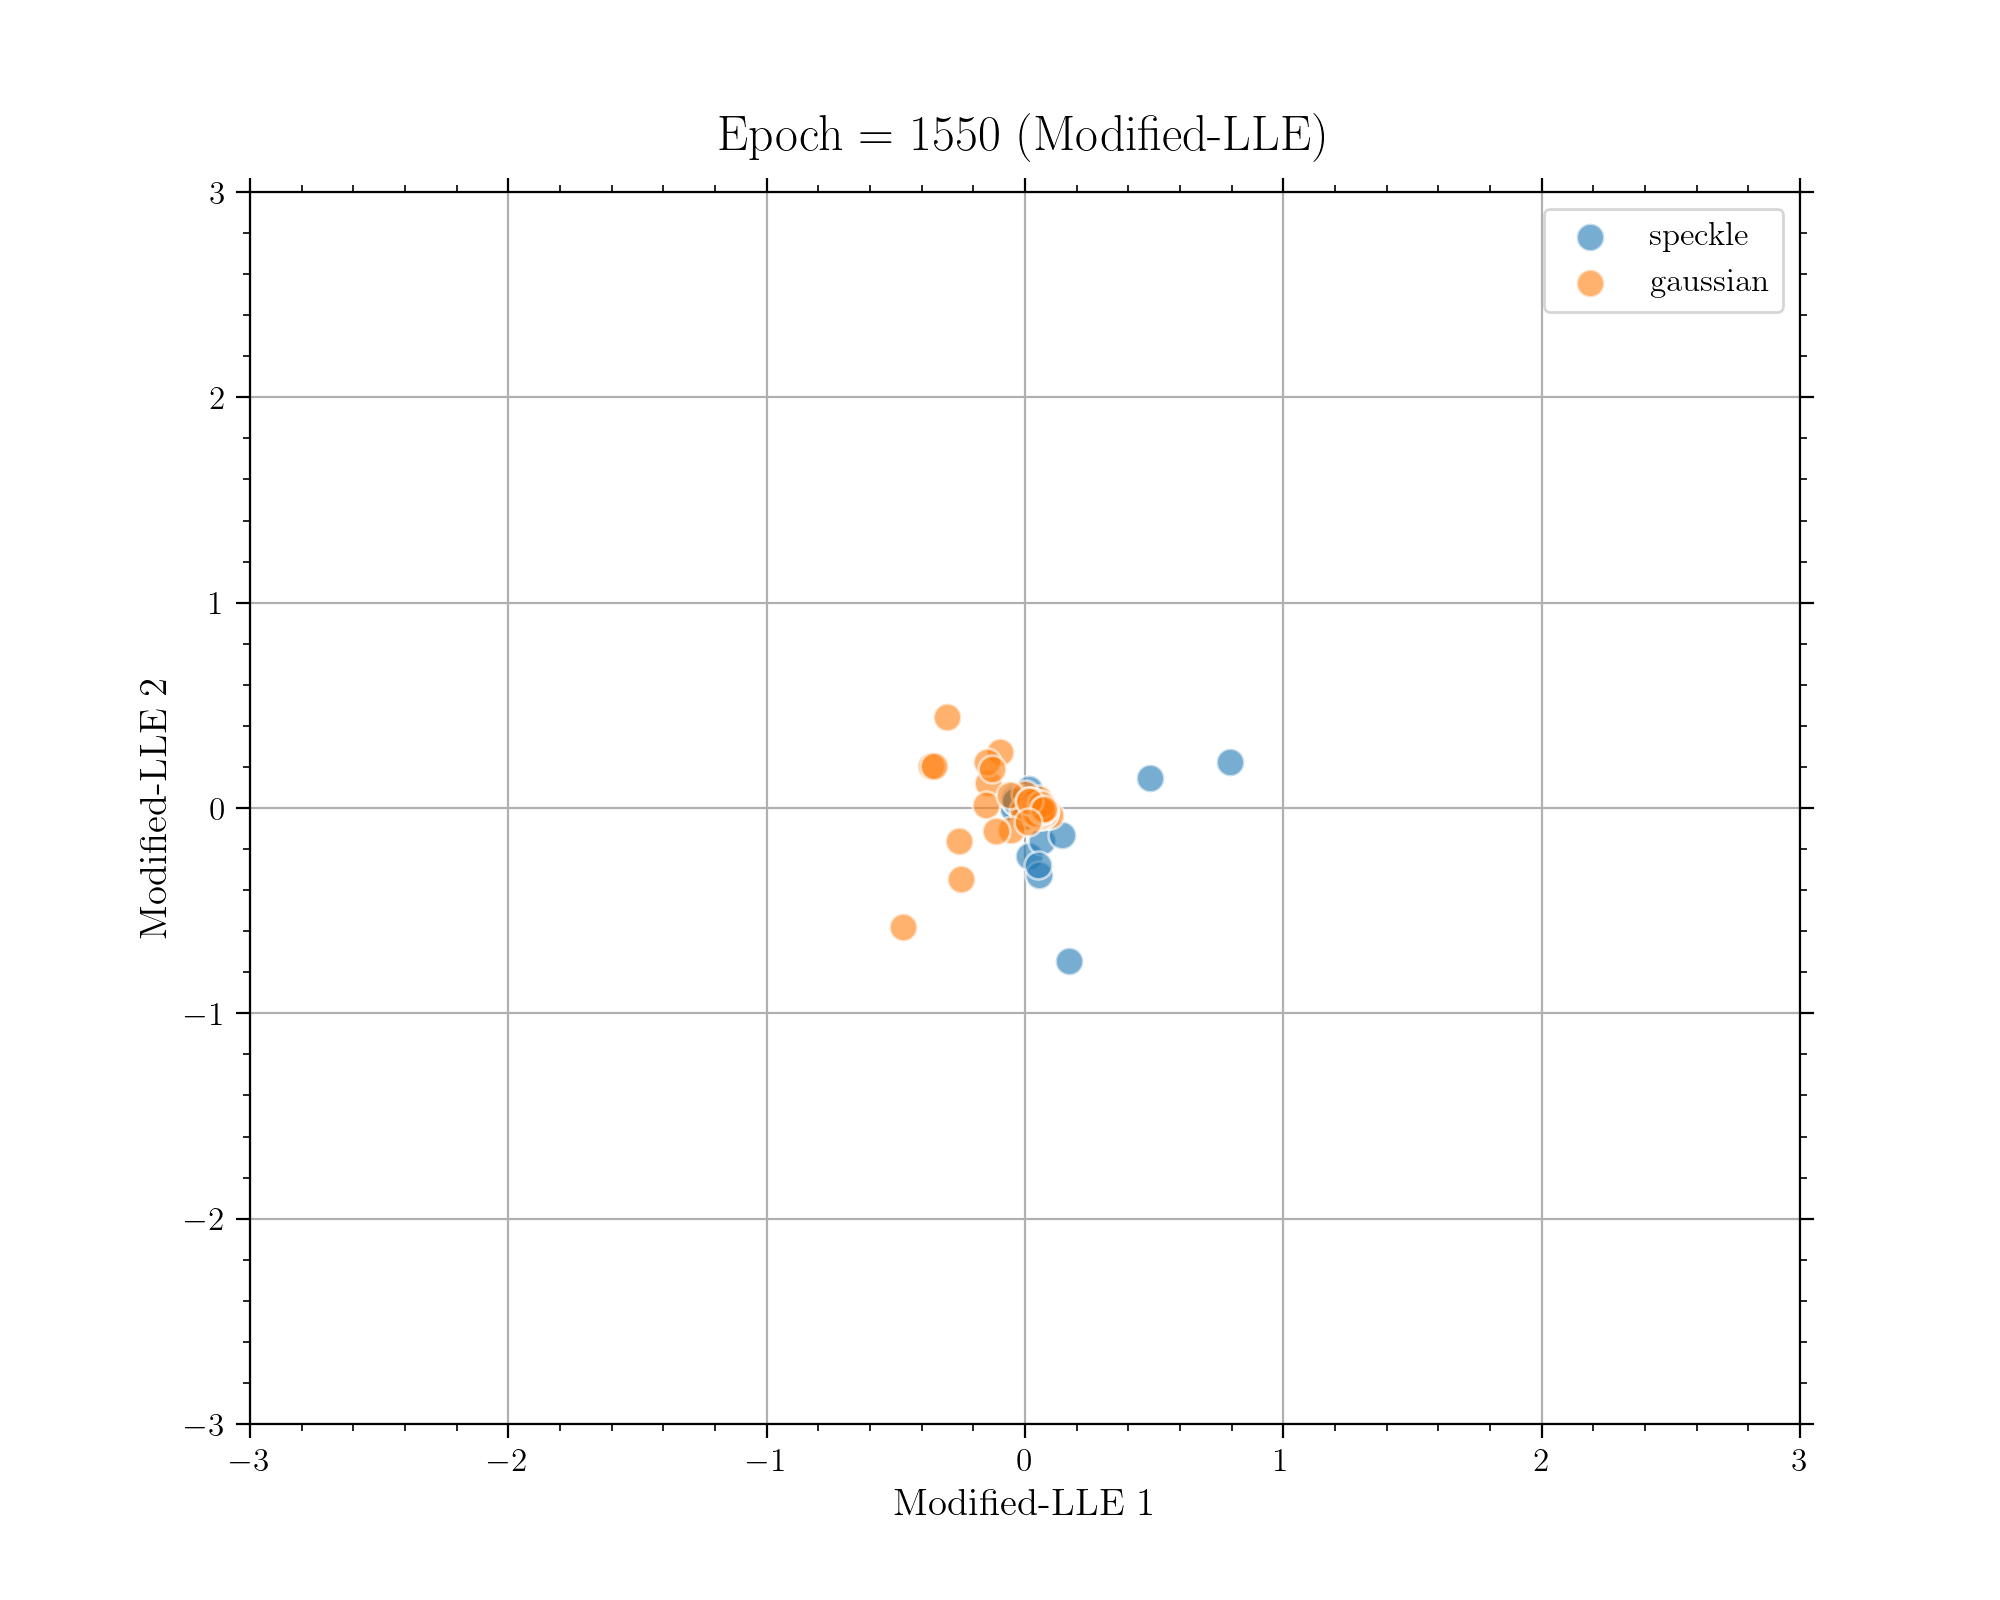 Epoch = 1550 (Modified-LLE)
speckle
gaussian
3
2
1
0
−1
−2
−3
Modified-LLE 2
−3 −2 −1 0 1 2 3
Modified-LLE 1